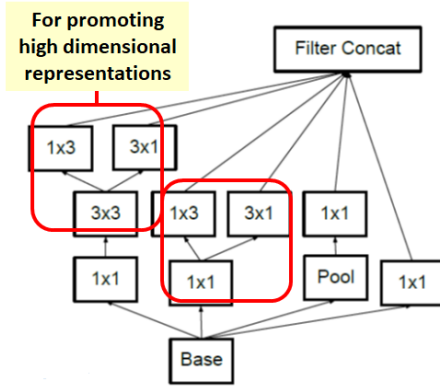 For promoting
high dimensional
representations
Filter Concat
1x3
3x1
3x3
1x3
3x1
1x1
1x1
1x1
Pool
1x1
Base